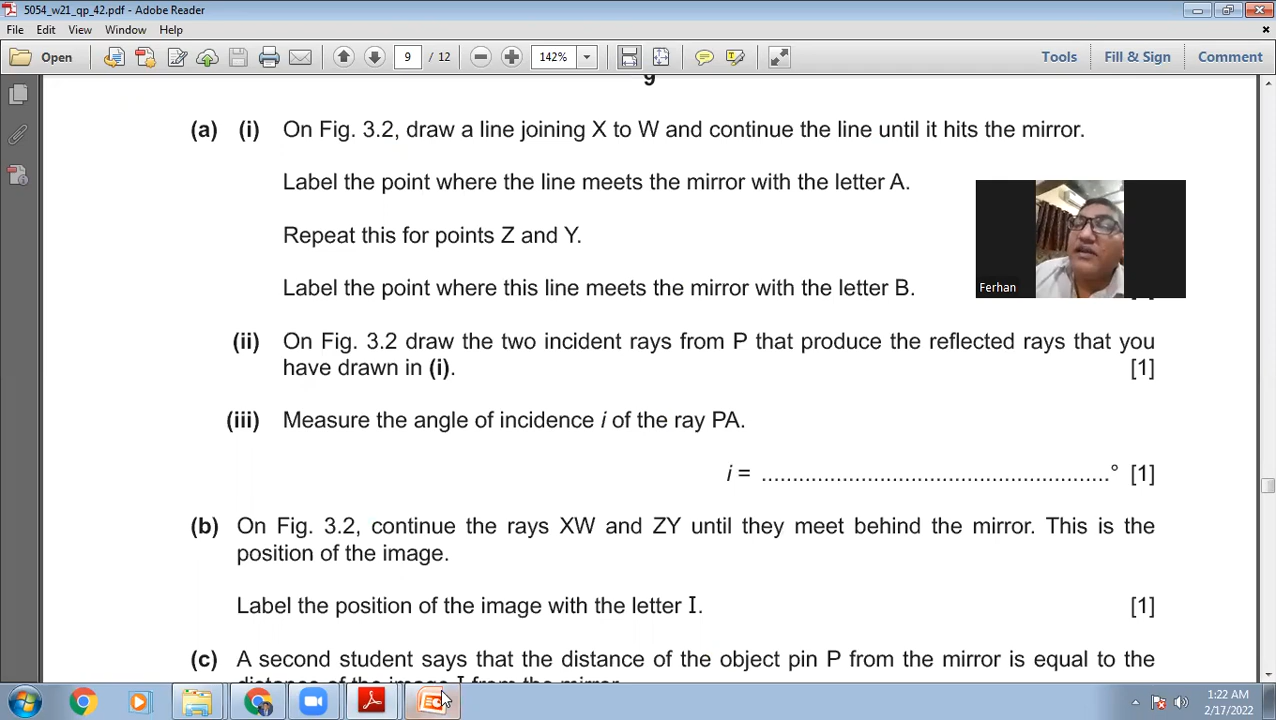 5054_w21_qp_42.pdf - Adobe Reader
File Edit View Window Help
Open 9 / 12 142% Tools Fill & Sign Comment
9
(a) (i) On Fig. 3.2, draw a line joining X to W and continue the line until it hits the mirror.
Label the point where the line meets the mirror with the letter A.
Repeat this for points Z and Y.
Label the point where this line meets the mirror with the letter B.
Ferhan
(ii) On Fig. 3.2 draw the two incident rays from P that produce the reflected rays that you
have drawn in (i). [1]
(iii) Measure the angle of incidence i of the ray PA.
i = ......................................................° [1]
(b) On Fig. 3.2, continue the rays XW and ZY until they meet behind the mirror. This is the
position of the image.
Label the position of the image with the letter I. [1]
(c) A second student says that the distance of the object pin P from the mirror is equal to the
distance of the image I from the mirror.
1:22 AM
2/17/2022